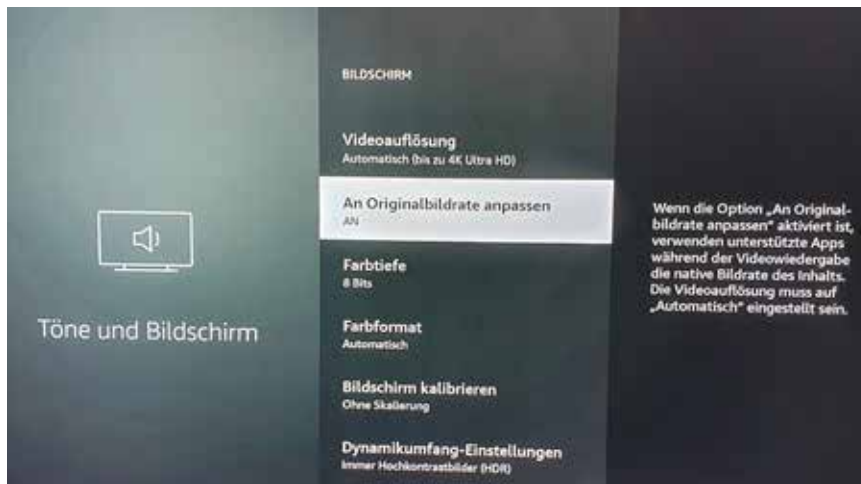 BILDSCHIRM
Videoauflösung
Automatisch (bis zu 4K Ultra HD)
An Originalbildrate anpassen
AN
Farbtiefe
8 Bits
Farbformat
Automatisch
Bildschirm kalibrieren
Ohne Skalierung
Dynamikumfang-Einstellungen
Immer Hochkontrastbilder (HDR)
Töne und Bildschirm
Wenn die Option „An Original-
bildrate anpassen" aktiviert ist,
verwenden unterstützte Apps
während der Videowiedergabe
die native Bildrate des Inhalts.
Die Videoauflösung muss auf
„Automatisch" eingestellt sein.